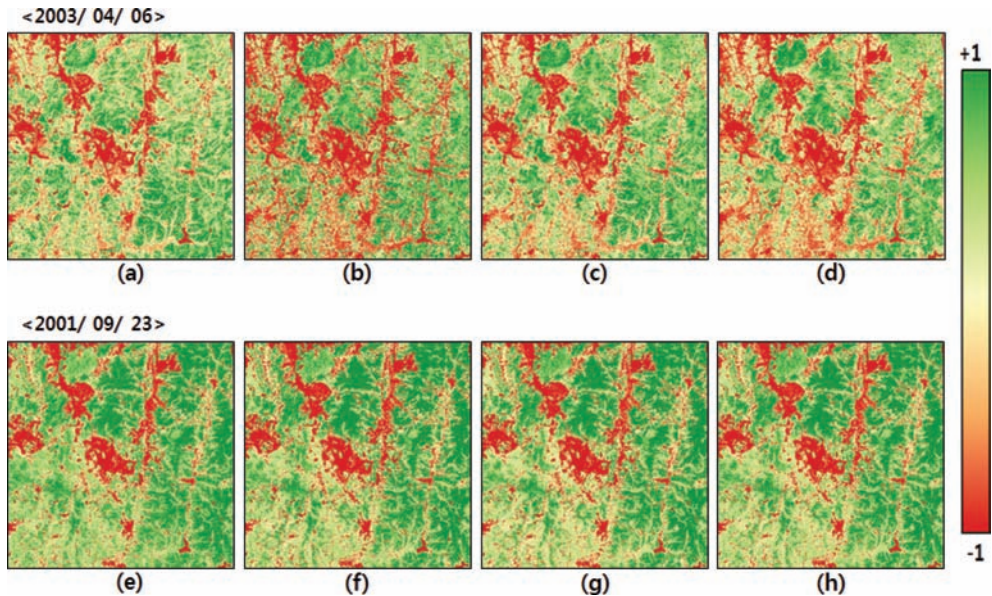 <2003/ 04/ 06>
+1
(a) (b) (c) (d)
<2001/ 09/ 23>
-1
(e) (f) (g) (h)